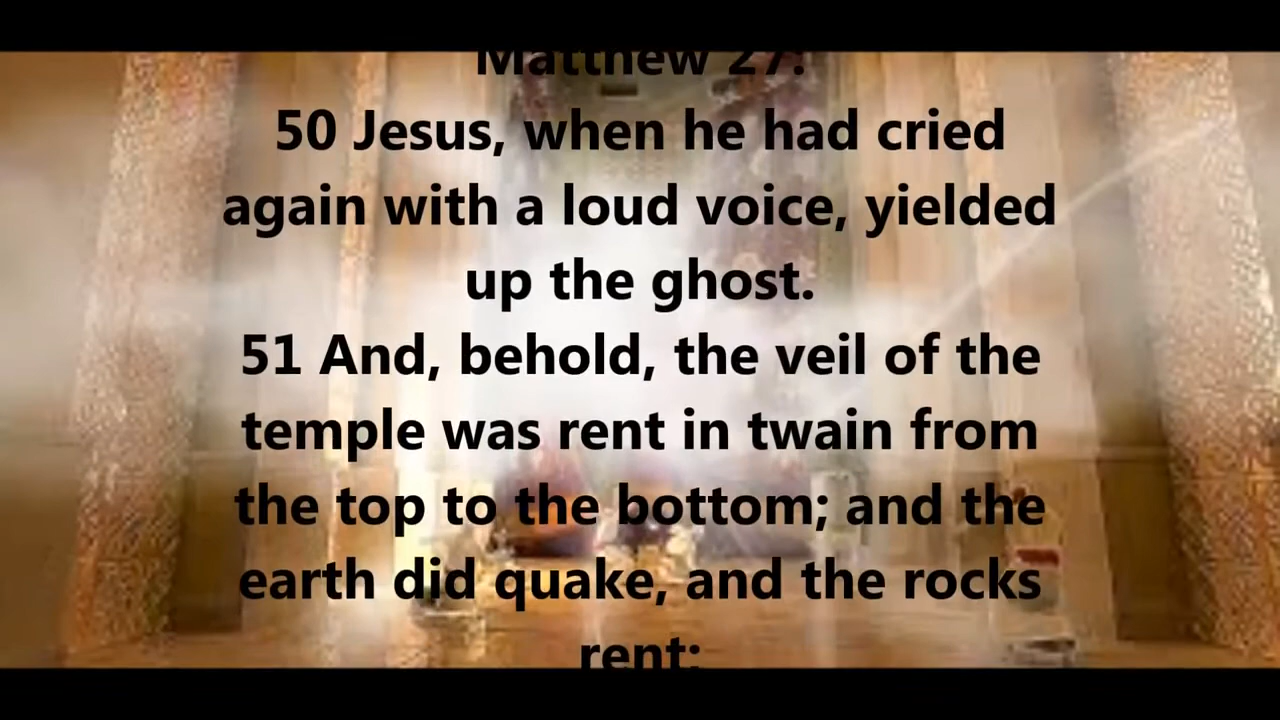 Matthew 27:
50 Jesus, when he had cried
again with a loud voice, yielded
up the ghost.
51 And, behold, the veil of the
temple was rent in twain from
the top to the bottom; and the
earth did quake, and the rocks
rent;